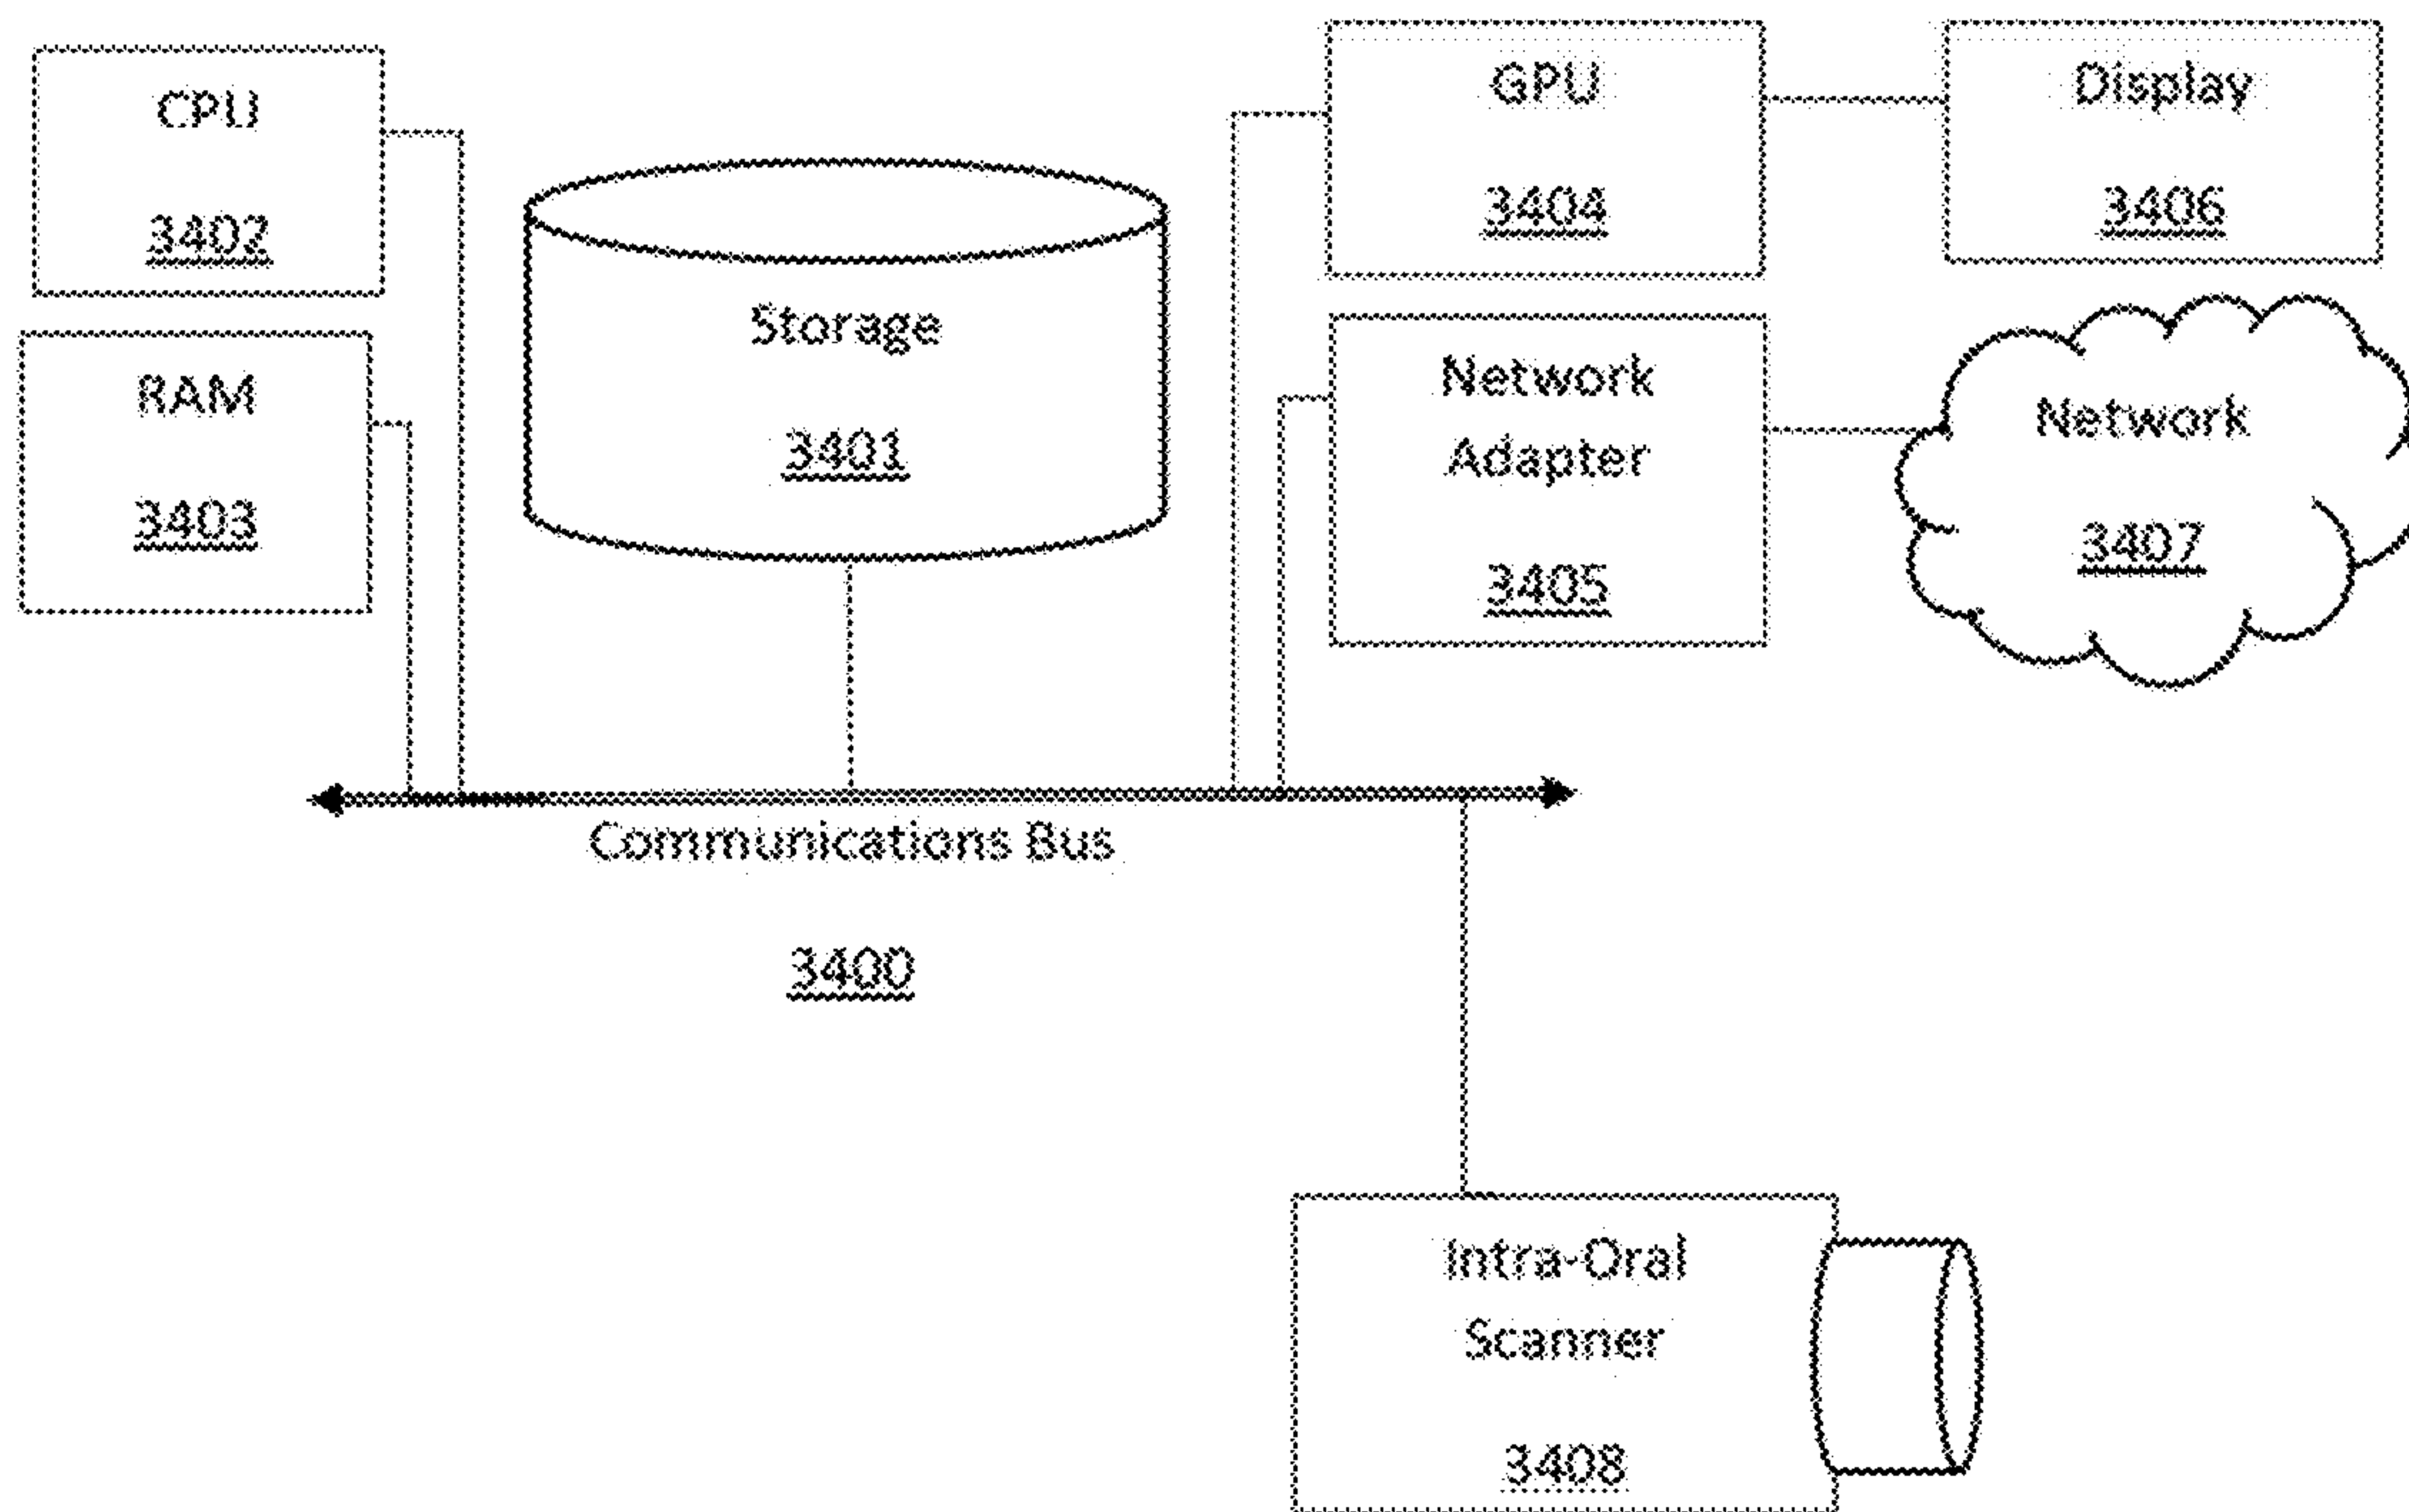 CPU
3402
RAM
3403
Storage
3401
GPU
3404
Display
3406
Network
Adapter
3405
Network
3407
Communications Bus
3400
Intra-Oral
Scanner
3408